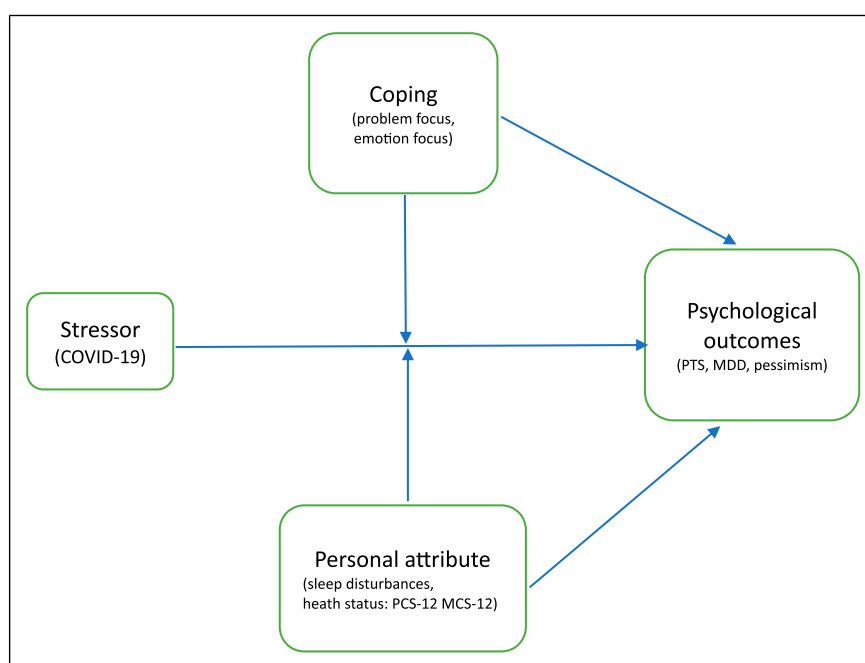 Coping
(problem focus,
emotion focus)
Stressor
(COVID-19)
Psychological
outcomes
(PTS, MDD, pessimism)
Personal attribute
(sleep disturbances,
heath status: PCS-12 MCS-12)